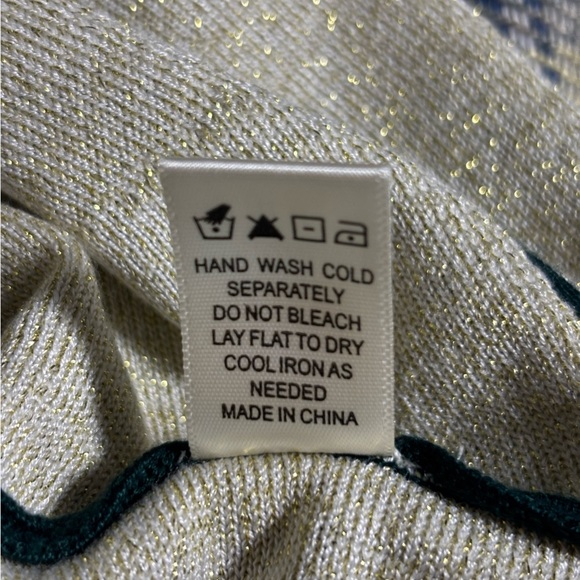 HAND WASH COLD
SEPARATELY
DO NOT BLEACH
LAY FLAT TO DRY
COOL IRON AS
NEEDED
MADE IN CHINA